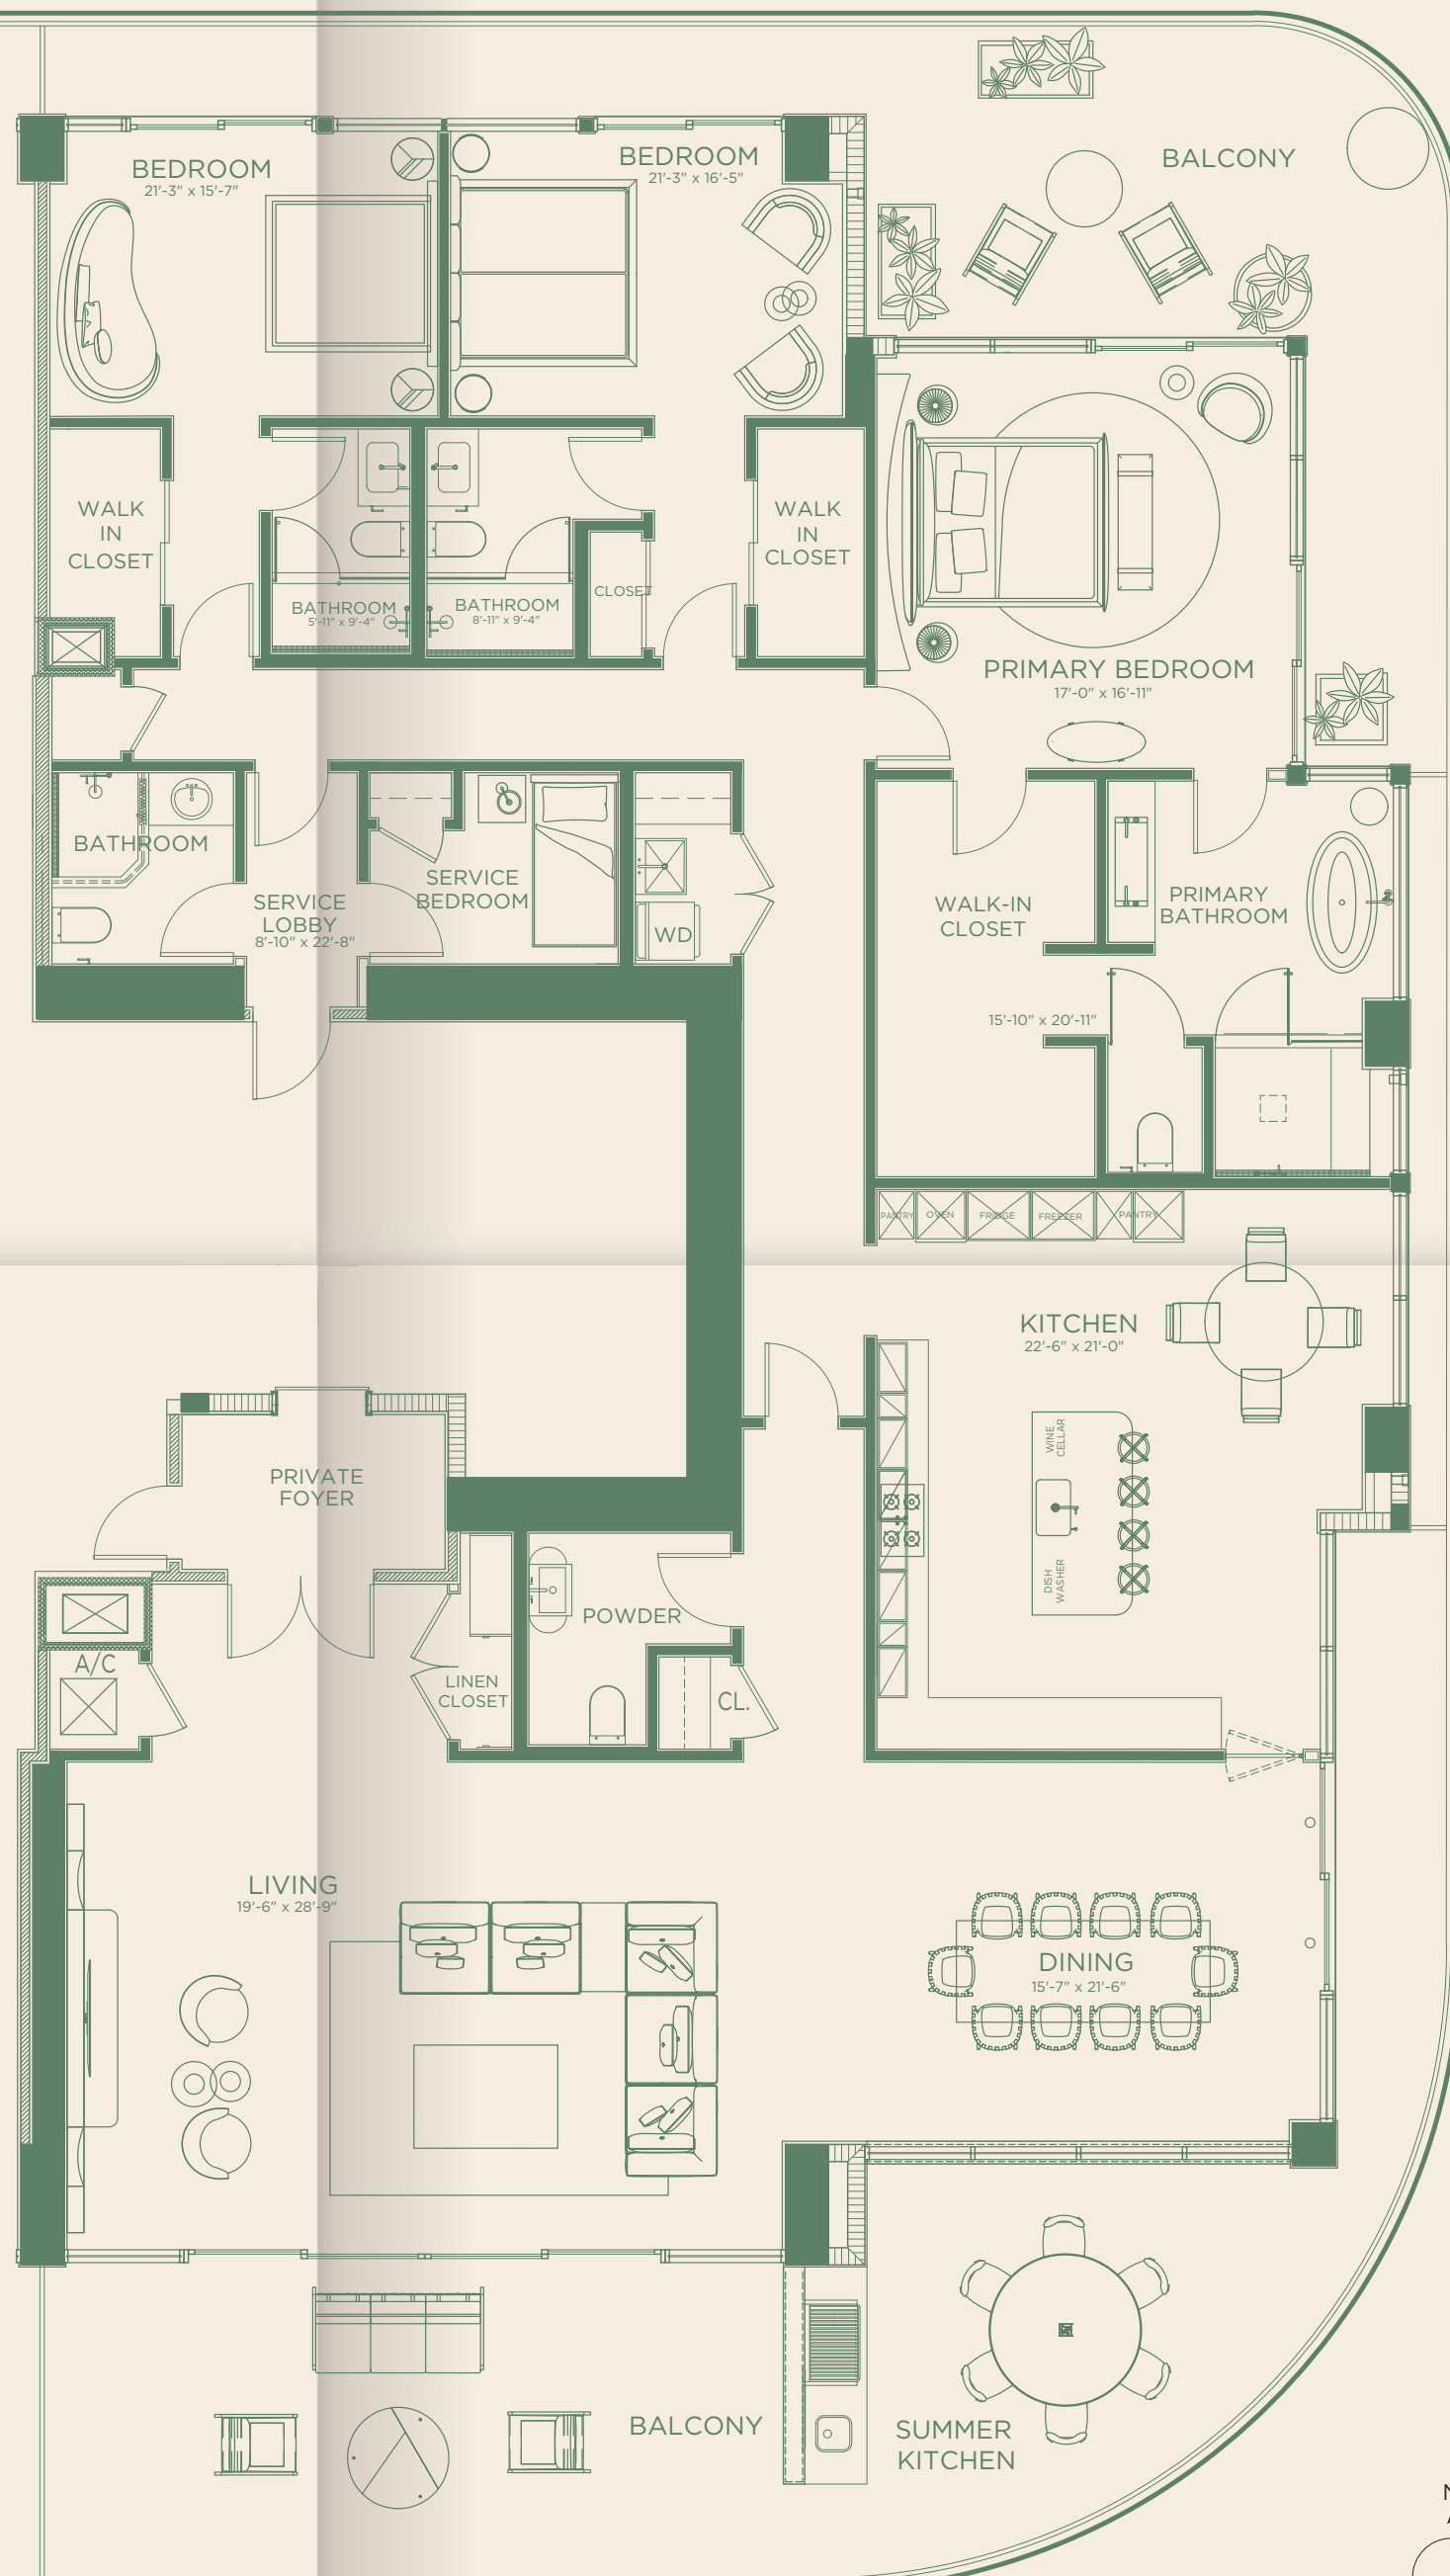 BALCONY
BEDROOM
21'-3" x 15'-7"
BEDROOM
21'-3" x 16'-5"
WALK
IN
CLOSET
BATHROOM
5'-11" x 9'-4"
BATHROOM
8'-11" x 9'-4"
CLOSET
WALK
IN
CLOSET
PRIMARY BEDROOM
17'-0" x 16'-11"
BATHROOM
SERVICE
LOBBY
8'-10" x 22'-8"
SERVICE
BEDROOM
WD
WALK-IN
CLOSET
PRIMARY
BATHROOM
15'-10" x 20'-11"
PANTRY
OVEN
FRIDGE
FREEZER
PANTRY
KITCHEN
22'-6" x 21'-0"
WINE
CELLAR
DISH
WASHER
PRIVATE
FOYER
POWDER
A/C
LINEN
CLOSET
CL.
LIVING
19'-6" x 28'-9"
DINING
15'-7" x 21'-6"
BALCONY
SUMMER
KITCHEN